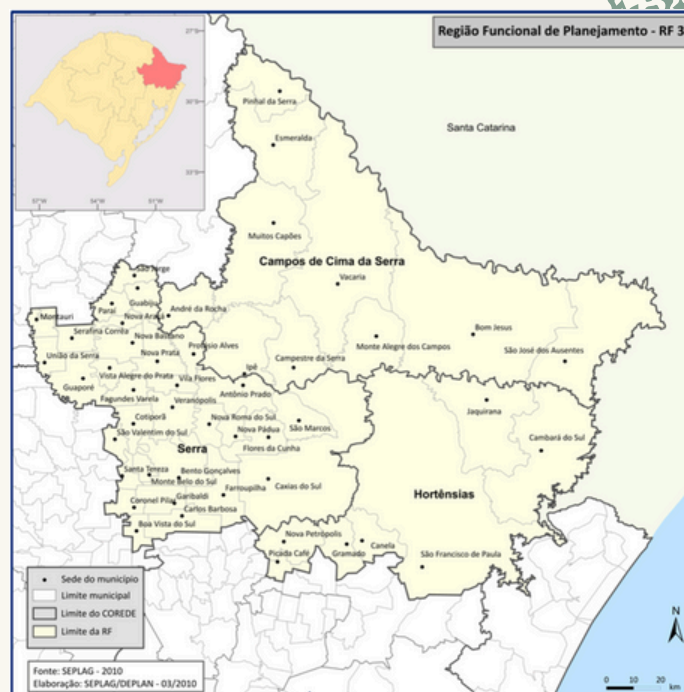 Região Funcional de Planejamento - RF 3
27°S
30°S
33°S
57°W
54°W
51°W
Santa Catarina
Pinhal da Serra
Esmeralda
Muitos Capões
Campos de Cima da Serra
Vacaria
São Jorge
Guabiju
André da Rocha
Montauri
Paraí
Nova Araçá
Serafina Corrêa
Nova Bassano
Protásio Alves
Monte Alegre dos Campos
Bom Jesus
São José dos Ausentes
União da Serra
Nova Prata
Campestre da Serra
Ipê
Guaporé
Vista Alegre do Prata
Vila Flores
Antônio Prado
Fagundes Varela
Veranópolis
Jaquirana
Cotiporã
Nova Roma do Sul
São Marcos
São Valentim do Sul
Nova Pádua
Serra
Flores da Cunha
Cambará do Sul
Santa Tereza
Bento Gonçalves
Monte Belo do Sul
Caxias do Sul
Farroupilha
Hortênsias
Coronel Pilar
Garibaldi
Carlos Barbosa
Boa Vista do Sul
Nova Petrópolis
Picada Café
Gramado
Canela
São Francisco de Paula
Sede do município
Limite municipal
Limite do COREDE
Limite da RF
Fonte: SEPLAG - 2010
Elaboração: SEPLAG/DEPLAN - 03/2010
N
0 10 20
km